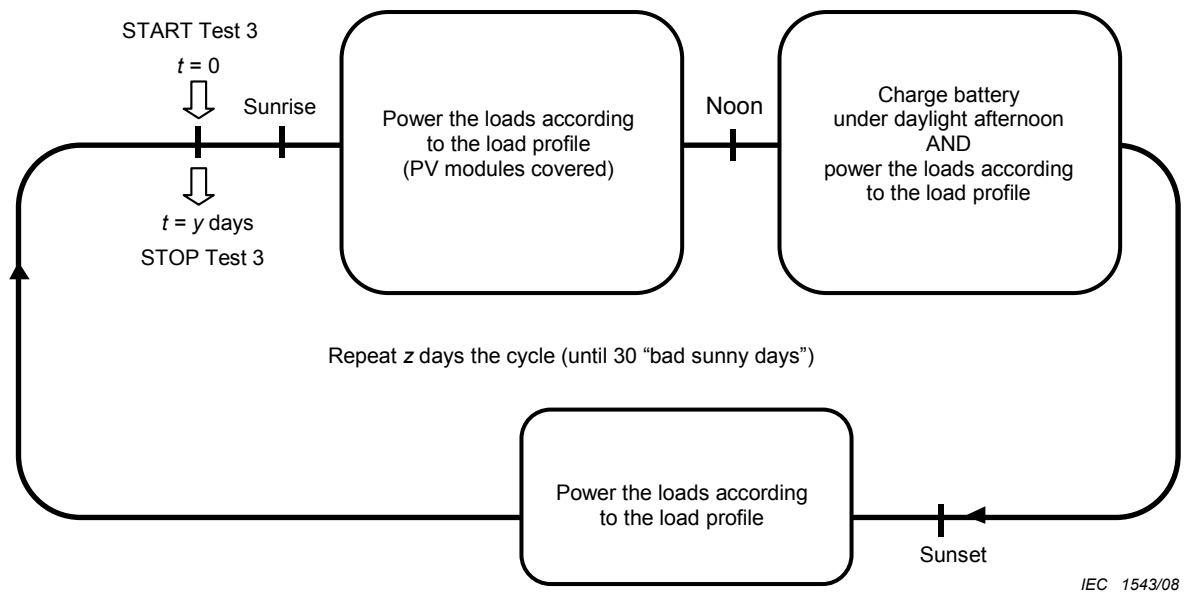 START Test 3
t = 0
Sunrise
Power the loads according
to the load profile
(PV modules covered)
Noon
Charge battery
under daylight afternoon
AND
power the loads according
to the load profile
t = y days
STOP Test 3
Repeat z days the cycle (until 30 “bad sunny days”)
Power the loads according
to the load profile
Sunset
IEC 1543/08